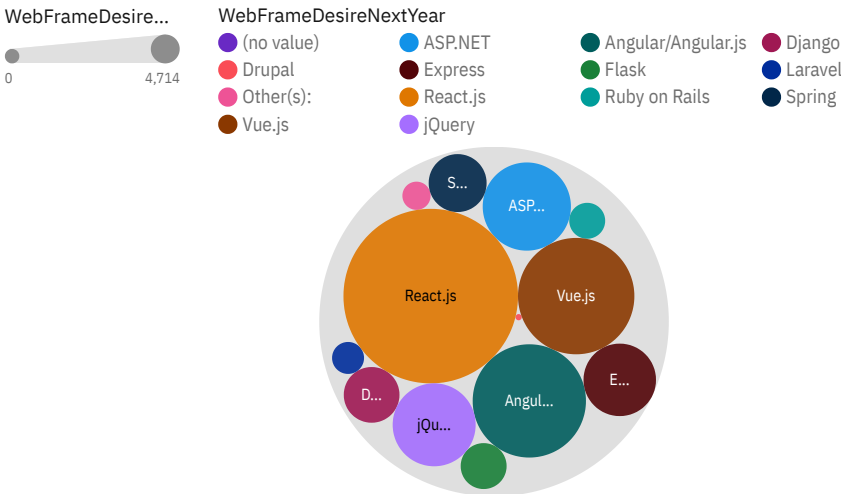 WebFrameDesire...
0
4,714
WebFrameDesireNextYear
(no value)
ASP.NET
Angular/Angular.js
Django
Drupal
Express
Flask
Laravel
Other(s):
React.js
Ruby on Rails
Spring
Vue.js
jQuery
S...
ASP...
React.js
Vue.js
E...
D...
Angul...
jQu...